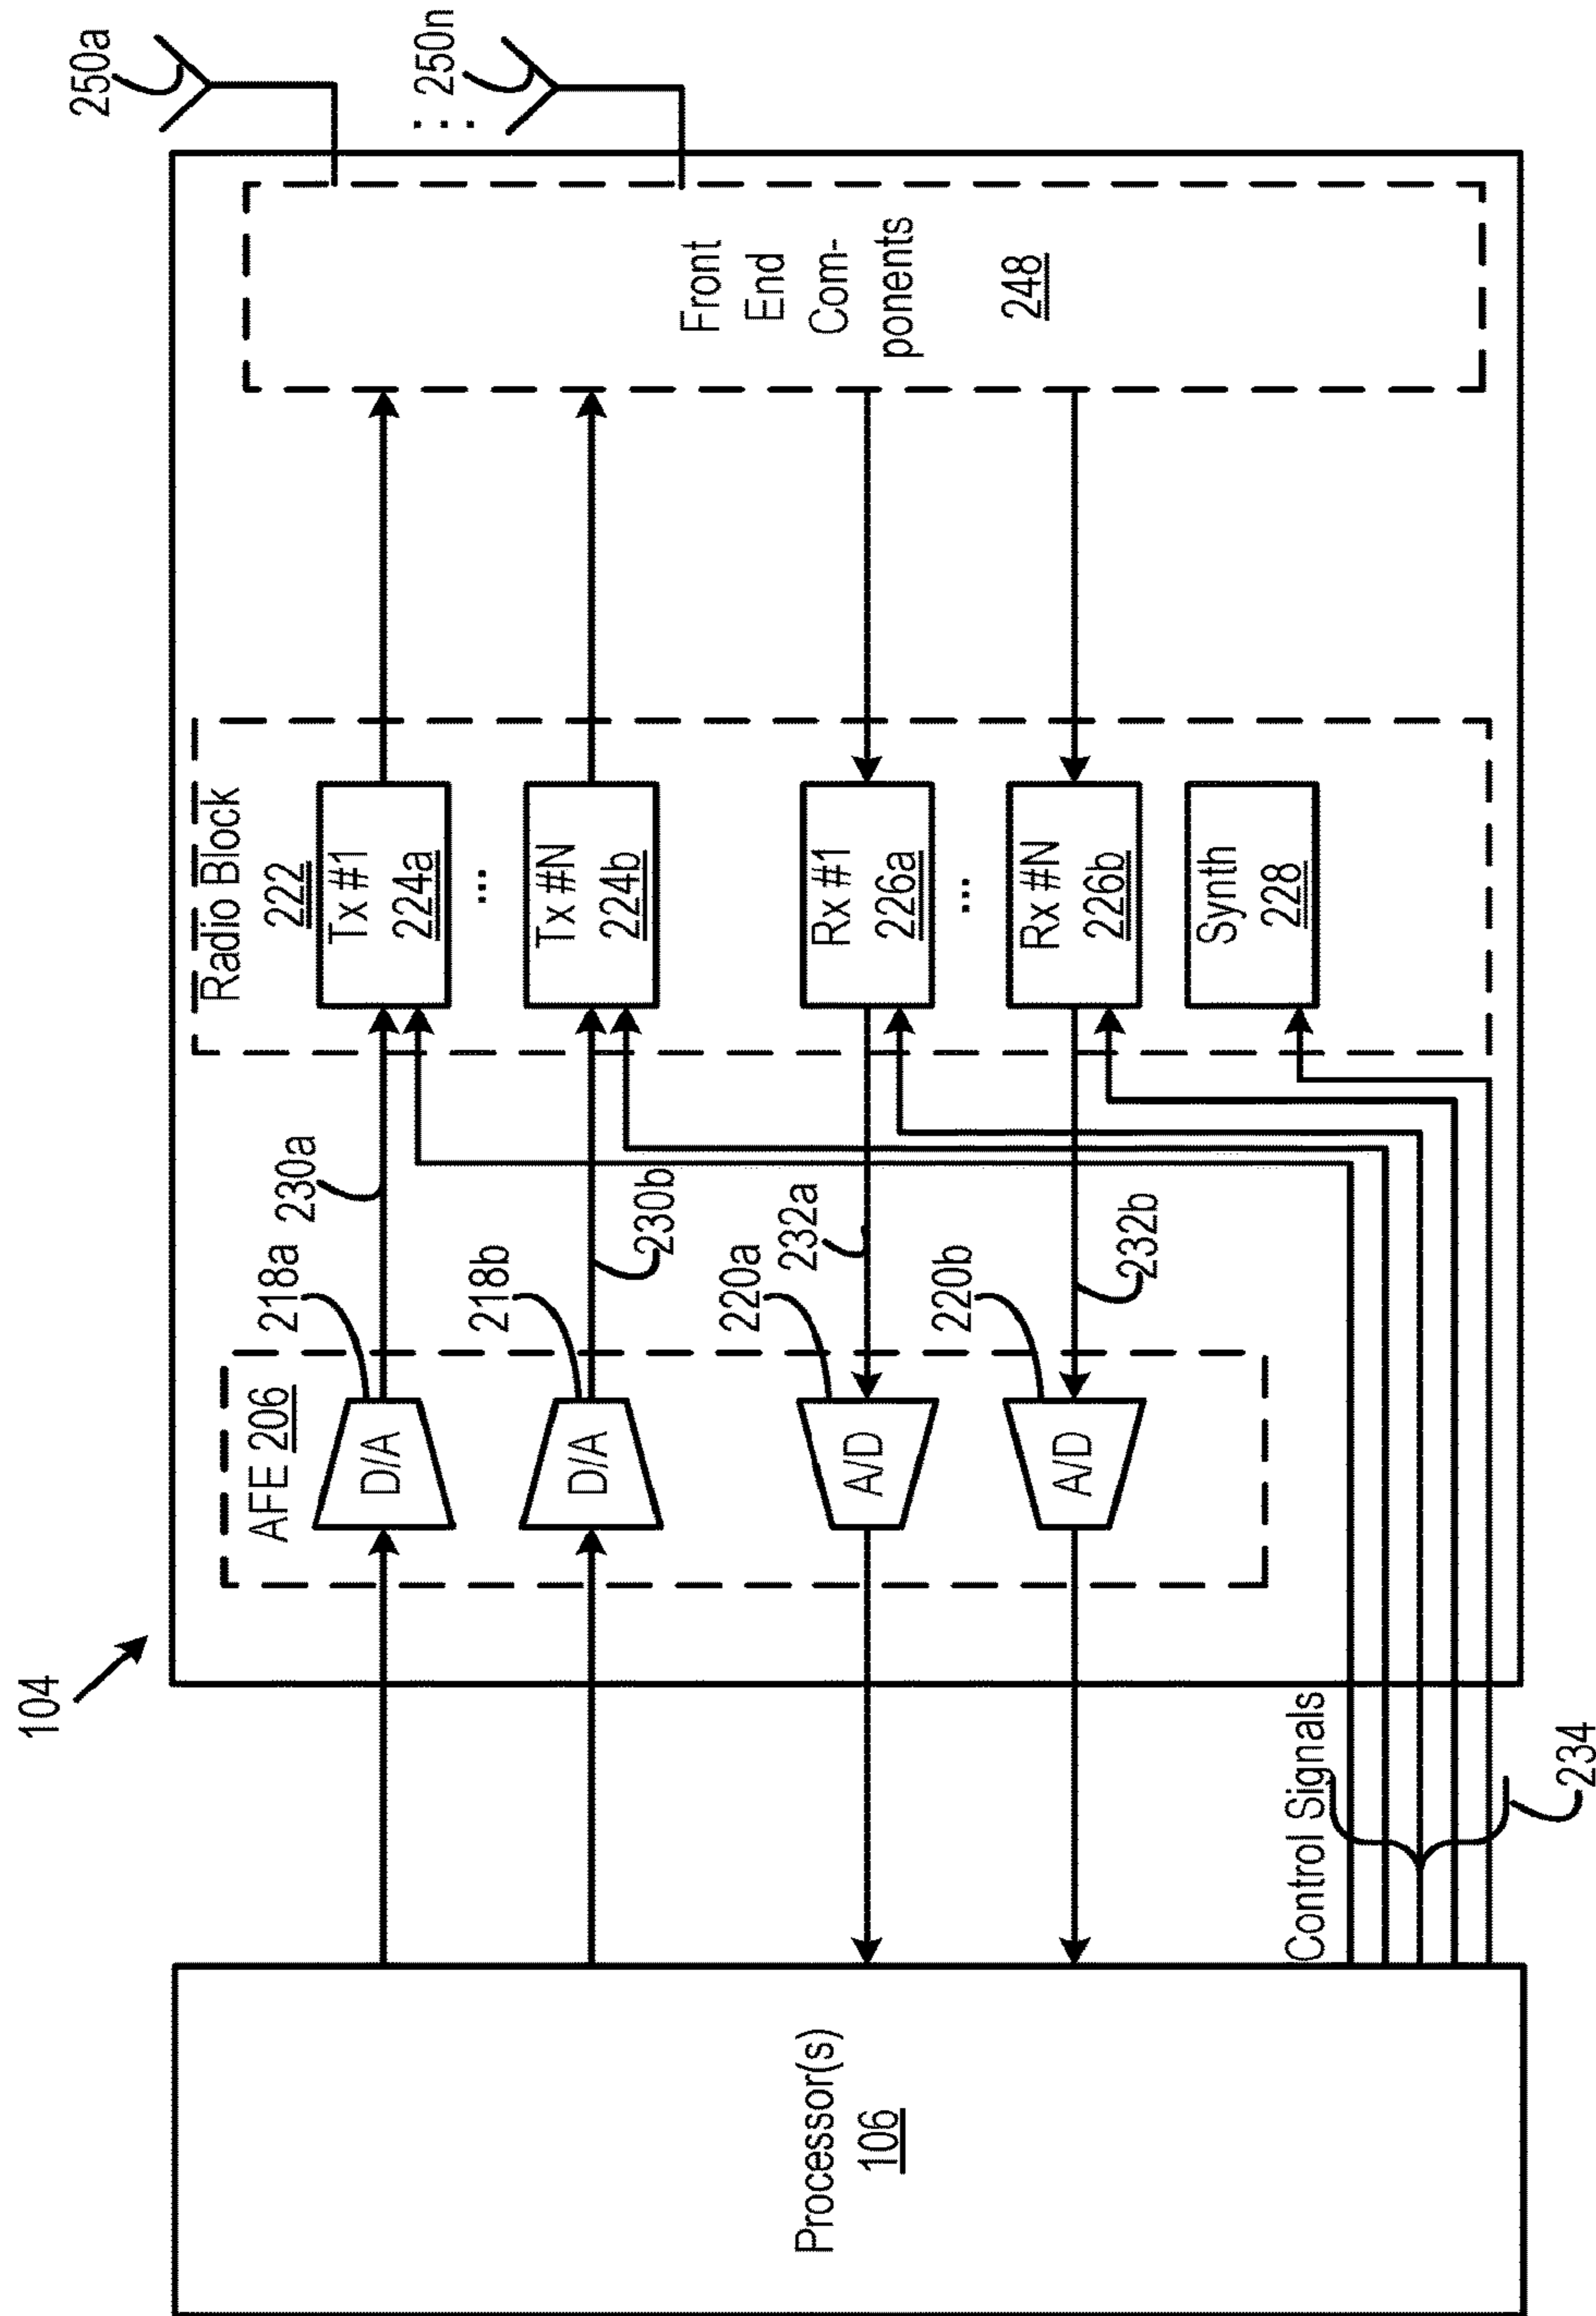 104
Processor(s)
106
Control Signals
234
AFE 206
D/A
218a
D/A
218b
A/D
220a
A/D
220b
230a
230b
232a
232b
Radio Block
222
Tx #1
224a
...
Tx #N
224b
Rx #1
226a
...
Rx #N
226b
Synth
228
Front
End
Com-
ponents
248
250a
...
250n